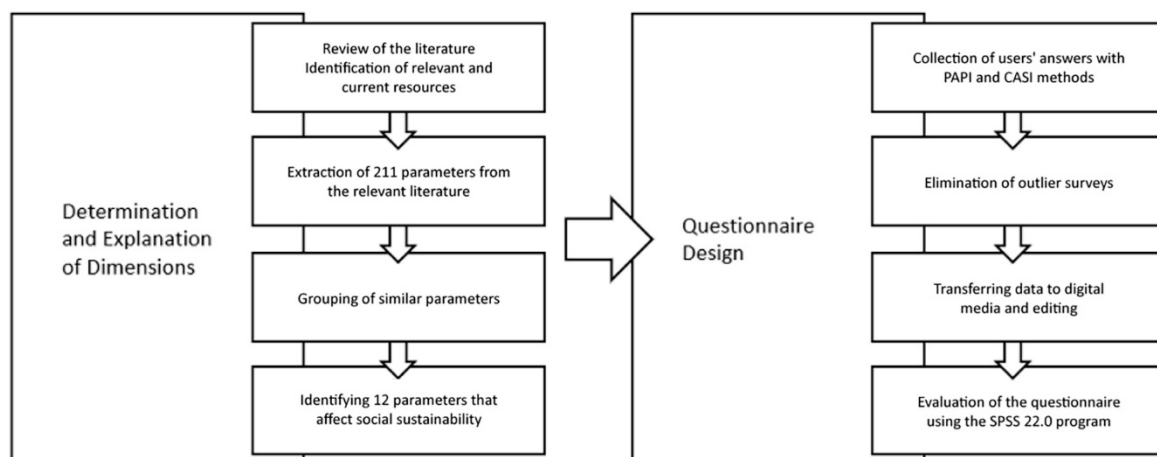 Determination
and Explanation
of Dimensions
Review of the literature
Identification of relevant and
current resources
Extraction of 211 parameters from
the relevant literature
Grouping of similar parameters
Identifying 12 parameters that
affect social sustainability
Questionnaire
Design
Collection of users' answers with
PAPI and CASI methods
Elimination of outlier surveys
Transferring data to digital
media and editing
Evaluation of the questionnaire
using the SPSS 22.0 program